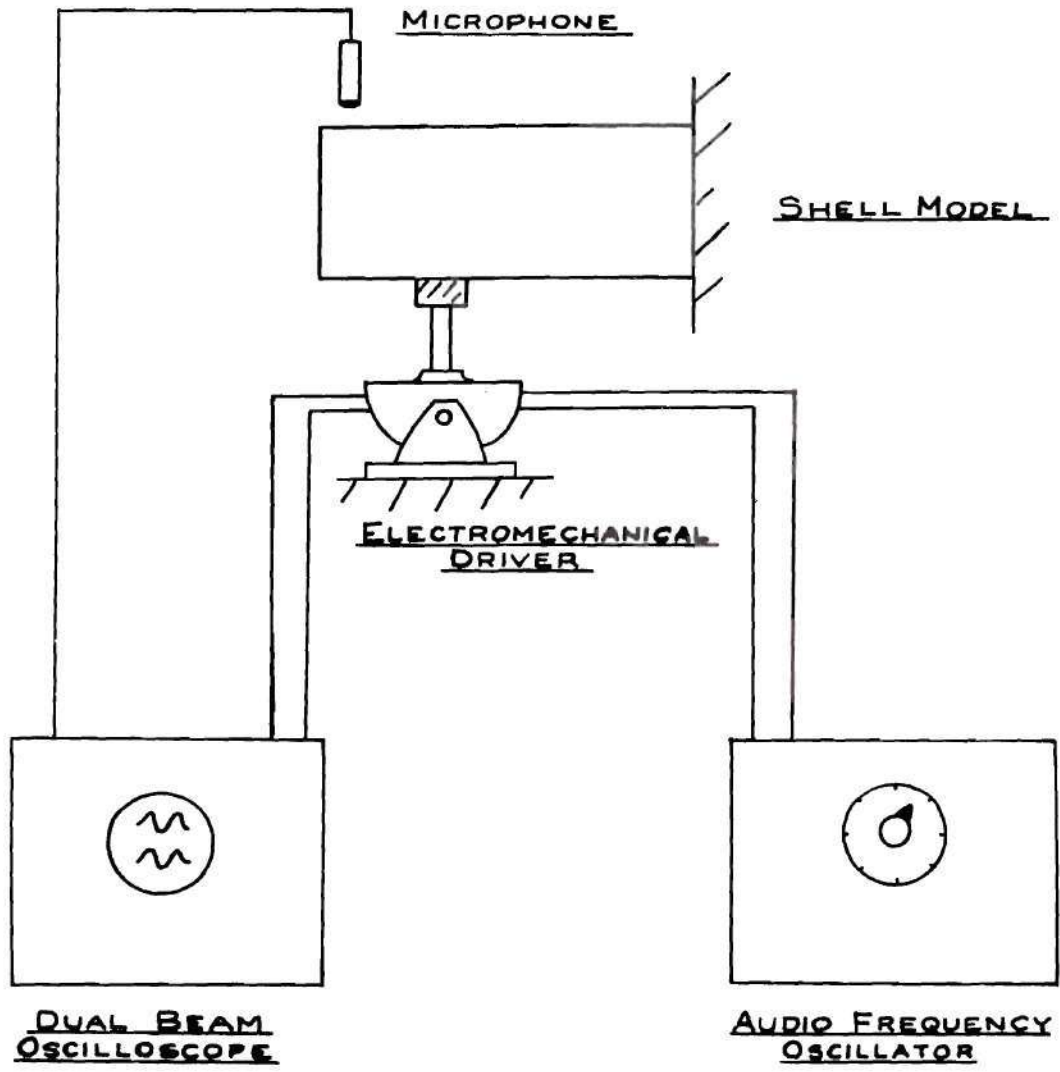 MICROPHONE
SHELL MODEL
ELECTROMECHANICAL
DRIVER
DUAL BEAM
OSCILLOSCOPE
AUDIO FREQUENCY
OSCILLATOR